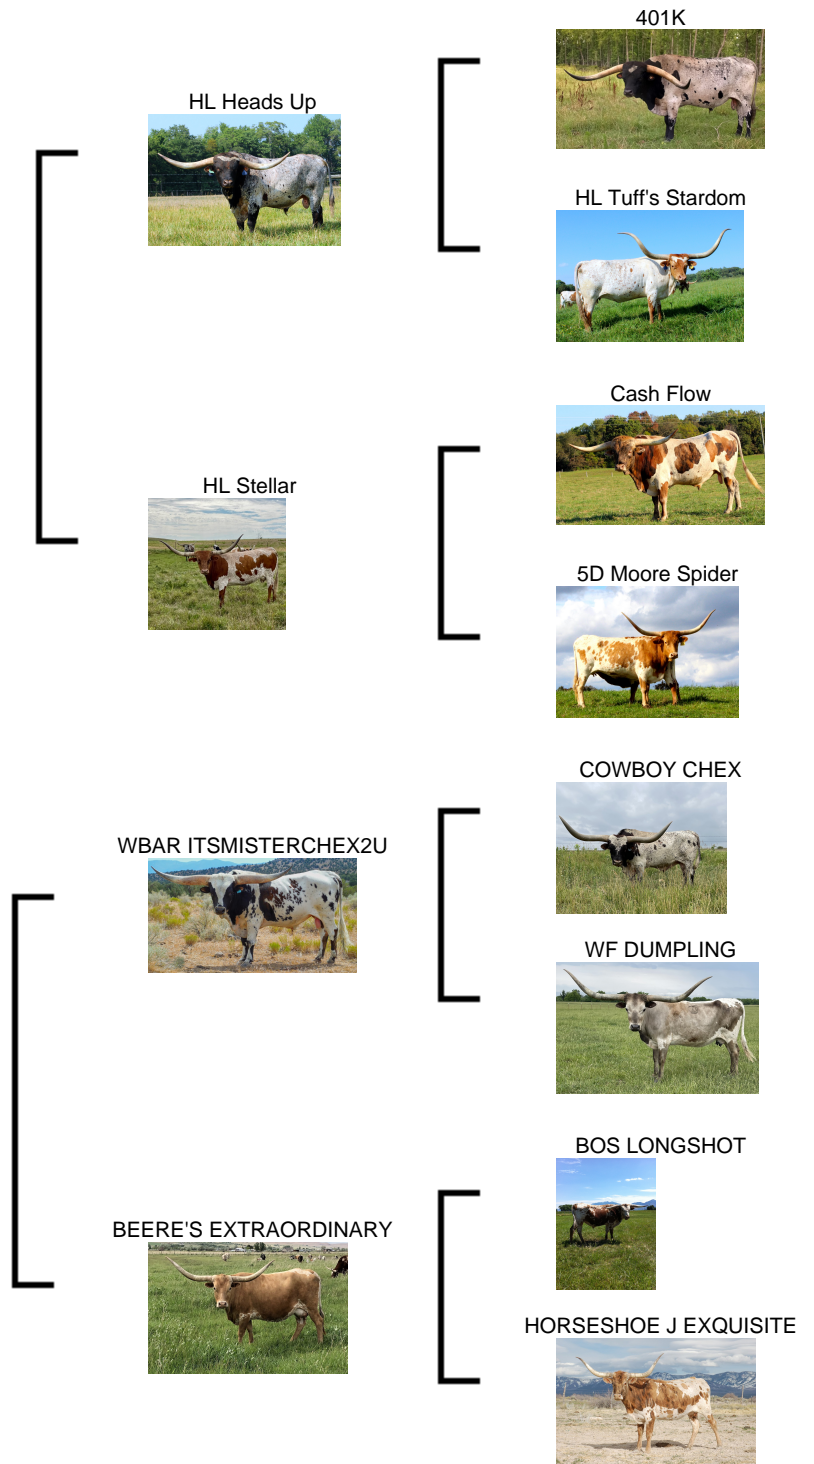 401K
HL Heads Up
HL Tuff's Stardom
Cash Flow
HL Stellar
5D Moore Spider
COWBOY CHEX
WBAR ITSMISTERCHEX2U
WF DUMPLING
BOS LONGSHOT
BEERE'S EXTRAORDINARY
HORSESHOE J EXQUISITE